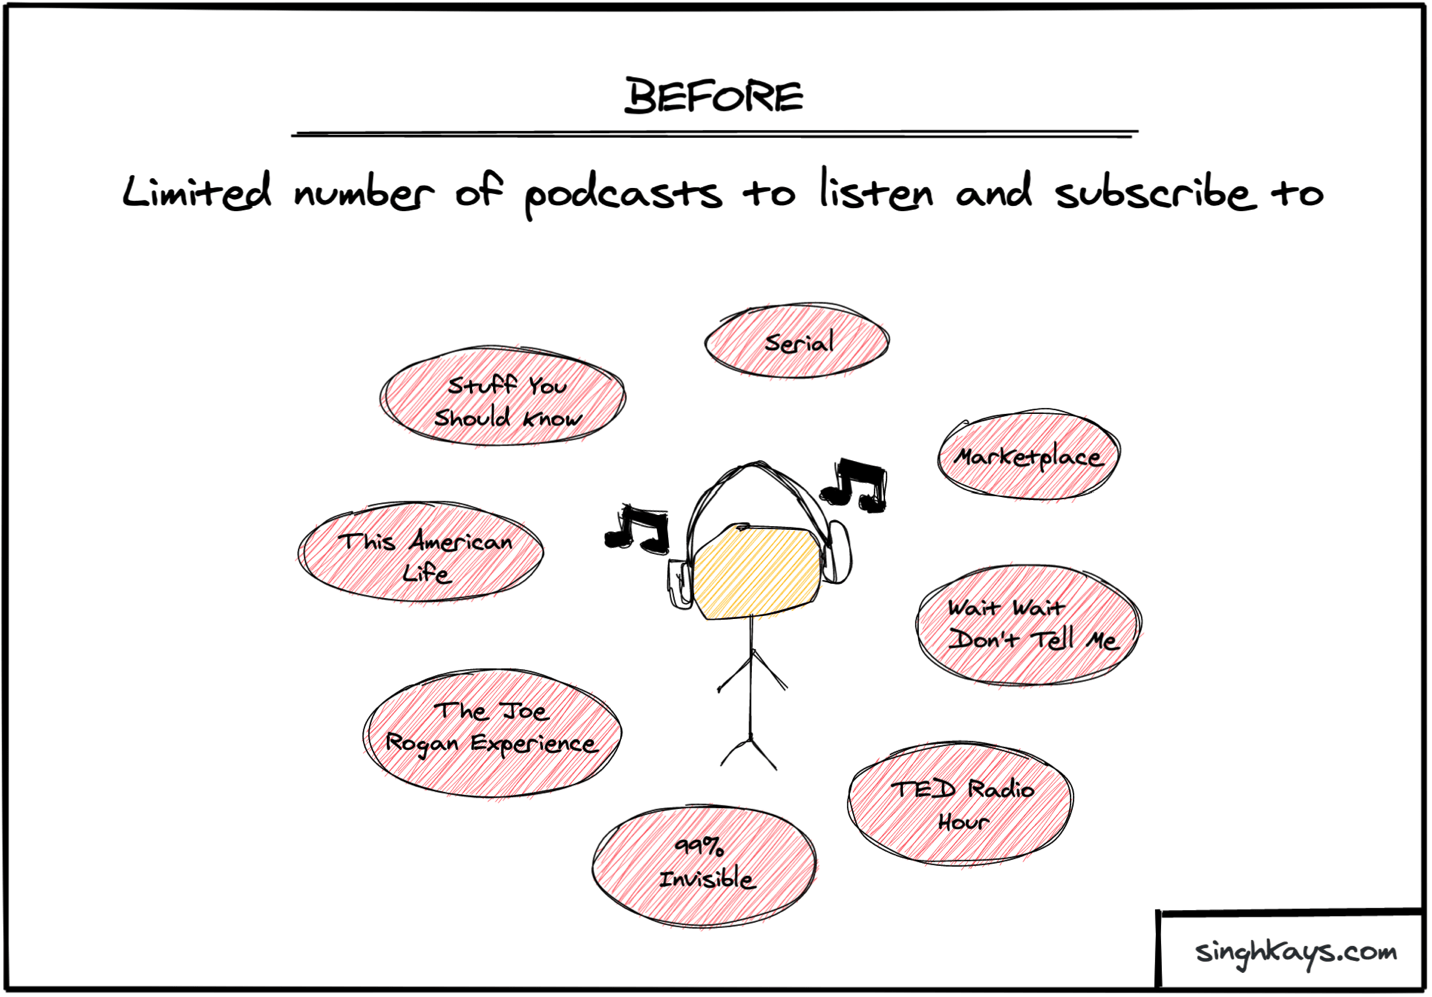 BEFORE
Limited number of podcasts to listen and subscribe to
Serial
Stuff You
Should Know
Marketplace
This American
Life
Wait Wait
Don't Tell Me
The Joe
Rogan Experience
TED Radio
Hour
99%
Invisible
singhkays.com